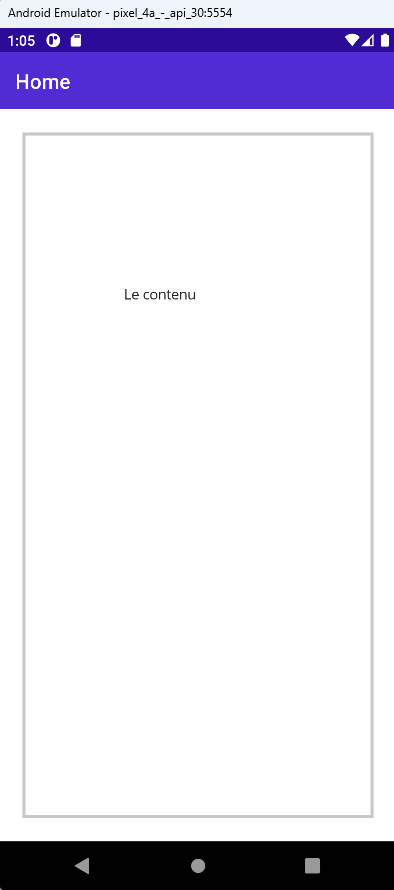 Android Emulator - pixel_4a_-_api_30:5554
1:05
Home
Le contenu